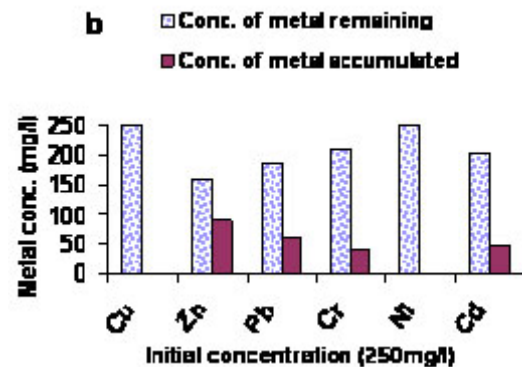 b
Conc. of metal remaining
Conc. of metal accumulated
Metal conc. (mg/l)
250
200
150
100
50
0
Cu
Zn
Pb
Cr
Ni
Cd
Initial concentration (250mg/l)